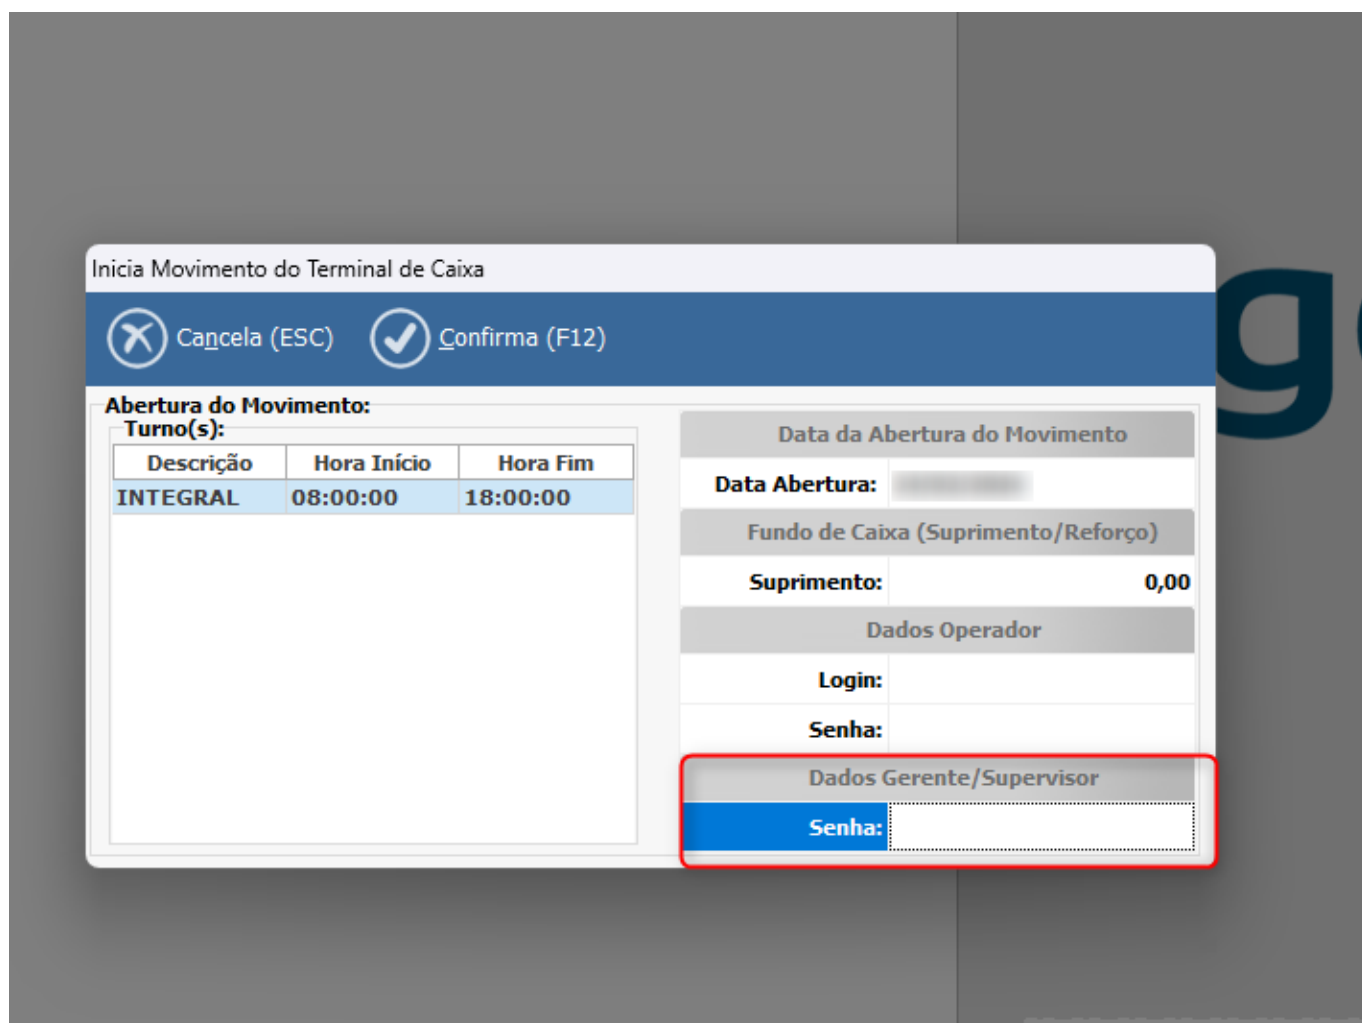 Inicia Movimento do Terminal de Caixa
Cancela (ESC) Confirma (F12)
Abertura do Movimento:
Turno(s):
Descrição Hora Início Hora Fim
INTEGRAL 08:00:00 18:00:00
Data da Abertura do Movimento
Data Abertura:
Fundo de Caixa (Suprimento/Reforço)
Suprimento: 0,00
Dados Operador
Login:
Senha:
Dados Gerente/Supervisor
Senha:
g